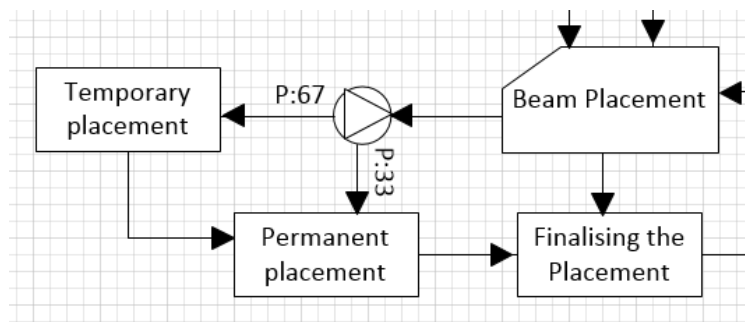 Temporary
placement
P:67
Beam Placement
P:33
Permanent
placement
Finalising the
Placement